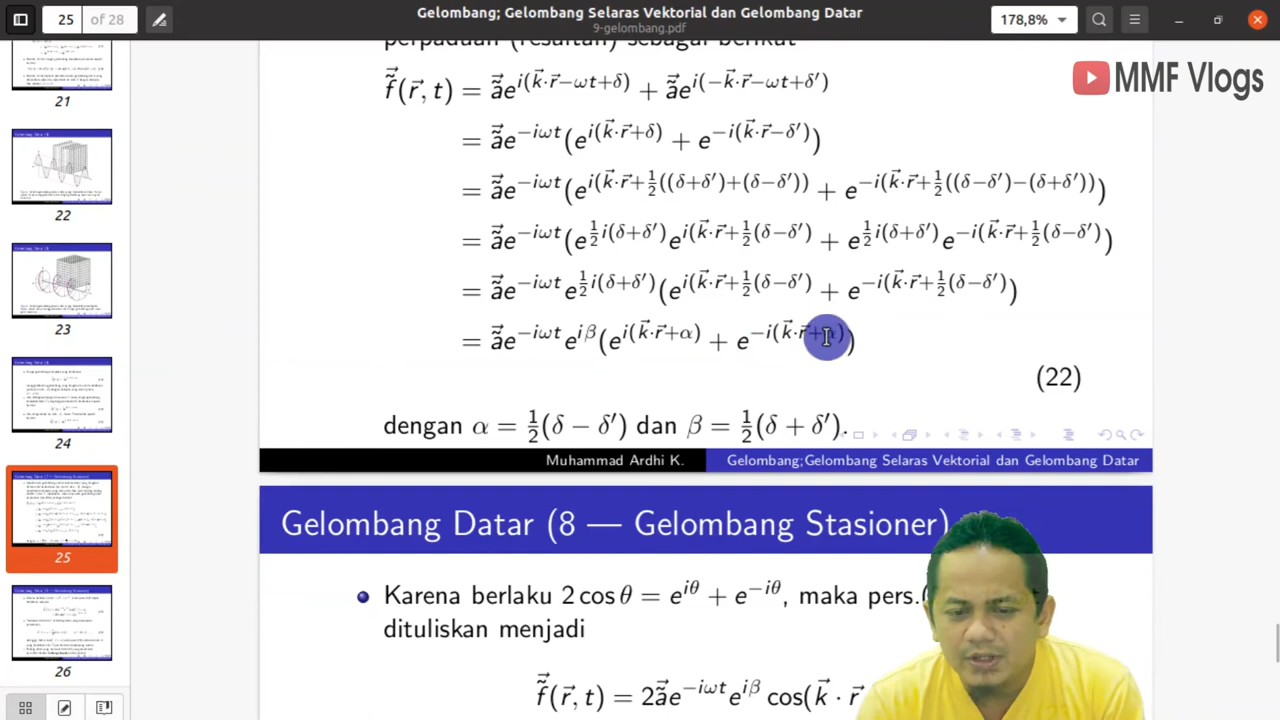 25 of 28
Gelombang; Gelombang Selaras Vektorial dan Gelombang Datar
9-gelombang.pdf
178,8%
MMF Vlogs
perpaduan (resultan) sebagai berikut
f̃⃗(r⃗, t) = ã⃗e^{i(k⃗·r⃗−ωt+δ)} + ã⃗e^{i(−k⃗·r⃗−ωt+δ′)}
= ã⃗e^{−iωt}(e^{i(k⃗·r⃗+δ)} + e^{−i(k⃗·r⃗−δ′)})
= ã⃗e^{−iωt}(e^{i(k⃗·r⃗+½((δ+δ′)+(δ−δ′))} + e^{−i(k⃗·r⃗+½((δ−δ′)−(δ+δ′))})
= ã⃗e^{−iωt}(e^{½i(δ+δ′)}e^{i(k⃗·r⃗+½(δ−δ′)} + e^{½i(δ+δ′)}e^{−i(k⃗·r⃗+½(δ−δ′)})
= ã⃗e^{−iωt}e^{½i(δ+δ′)}(e^{i(k⃗·r⃗+½(δ−δ′)} + e^{−i(k⃗·r⃗+½(δ−δ′)})
= ã⃗e^{−iωt}e^{iβ}(e^{i(k⃗·r⃗+α)} + e^{−i(k⃗·r⃗+α)})
(22)
dengan α = ½(δ − δ′) dan β = ½(δ + δ′).
Muhammad Ardhi K. Gelombang;Gelombang Selaras Vektorial dan Gelombang Datar
Gelombang Datar (8 — Gelombang Stasioner)
Karena berlaku 2 cos θ = e^{iθ} + e^{−iθ}, maka pers.
dituliskan menjadi
f̃⃗(r⃗, t) = 2ã⃗e^{−iωt}e^{iβ} cos(k⃗ · r⃗
21
22
23
24
25
26